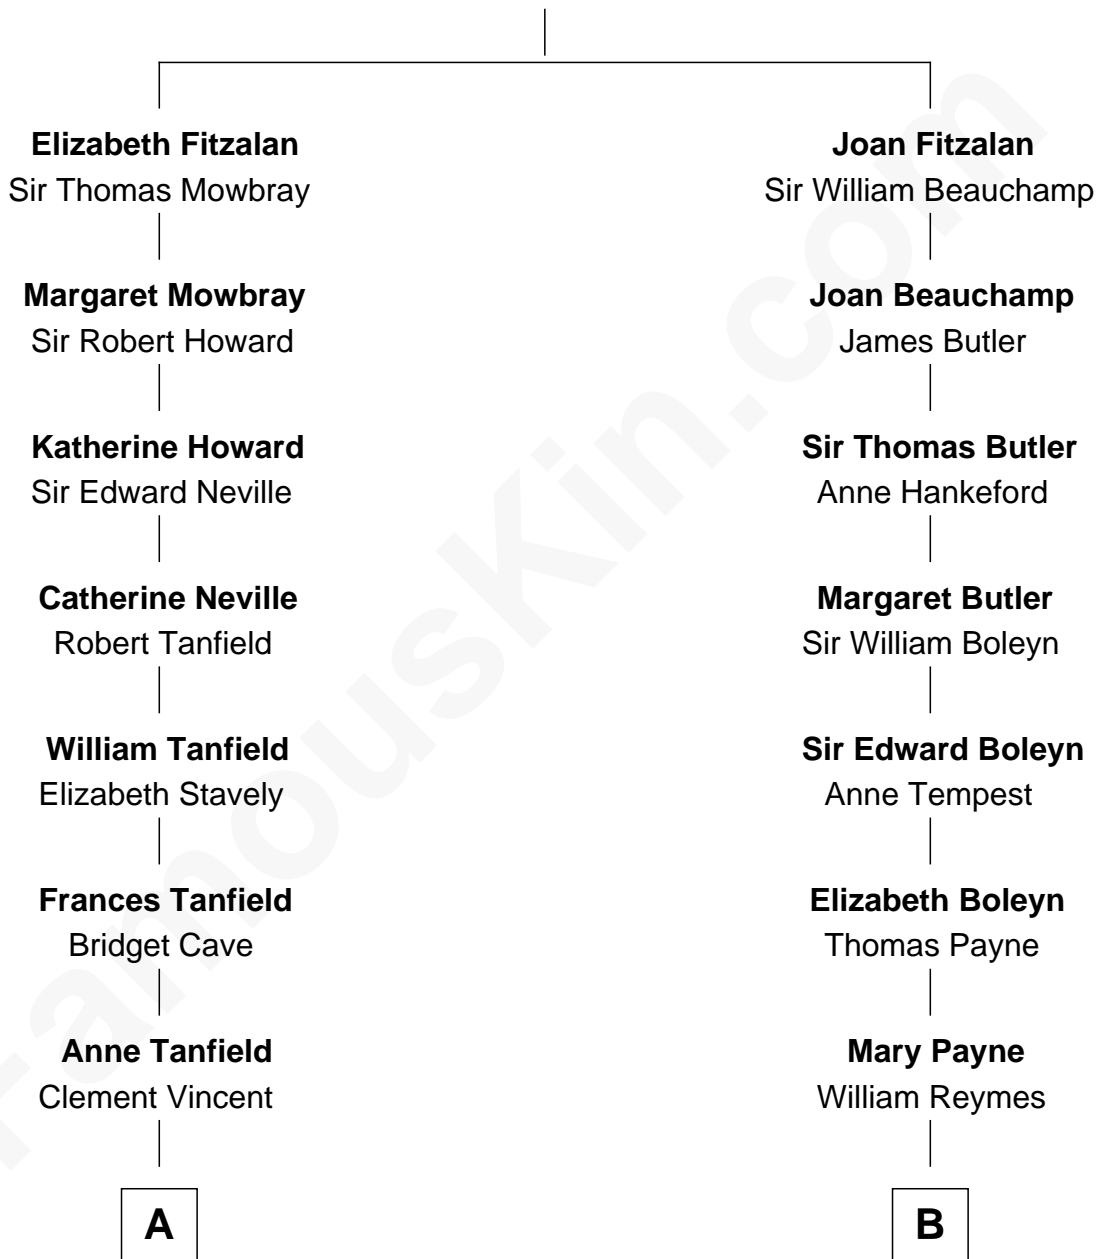 Elizabeth Fitzalan
Sir Thomas Mowbray
Margaret Mowbray
Sir Robert Howard
Katherine Howard
Sir Edward Neville
Catherine Neville
Robert Tanfield
William Tanfield
Elizabeth Stavely
Frances Tanfield
Bridget Cave
Anne Tanfield
Clement Vincent
A
Joan Fitzalan
Sir William Beauchamp
Joan Beauchamp
James Butler
Sir Thomas Butler
Anne Hankeford
Margaret Butler
Sir William Boleyn
Sir Edward Boleyn
Anne Tempest
Elizabeth Boleyn
Thomas Payne
Mary Payne
William Reymes
B
FamousKin.com